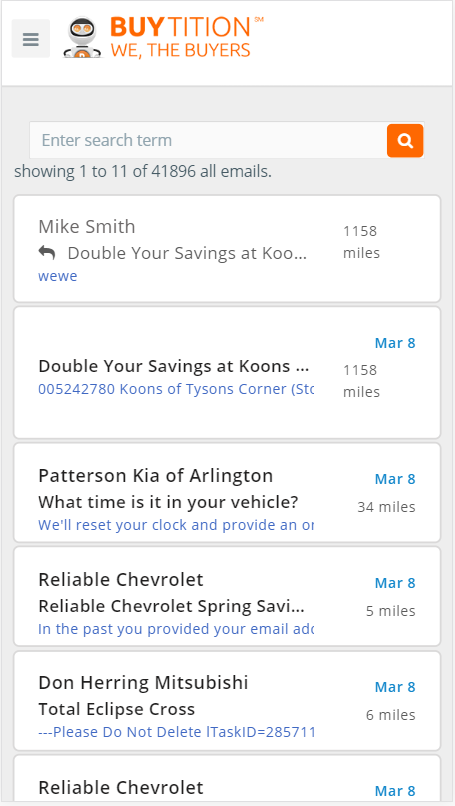 BUYTITION SM
WE, THE BUYERS
Enter search term
showing 1 to 11 of 41896 all emails.
Mike Smith
1158 miles
Double Your Savings at Koo...
wewe
Mar 8
Double Your Savings at Koons ...
1158 miles
005242780 Koons of Tysons Corner (Sto
Patterson Kia of Arlington
Mar 8
What time is it in your vehicle?
34 miles
We'll reset your clock and provide an or
Reliable Chevrolet
Mar 8
Reliable Chevrolet Spring Savi...
5 miles
In the past you provided your email add
Don Herring Mitsubishi
Mar 8
Total Eclipse Cross
6 miles
---Please Do Not Delete lTaskID=285711
Reliable Chevrolet
Mar 8